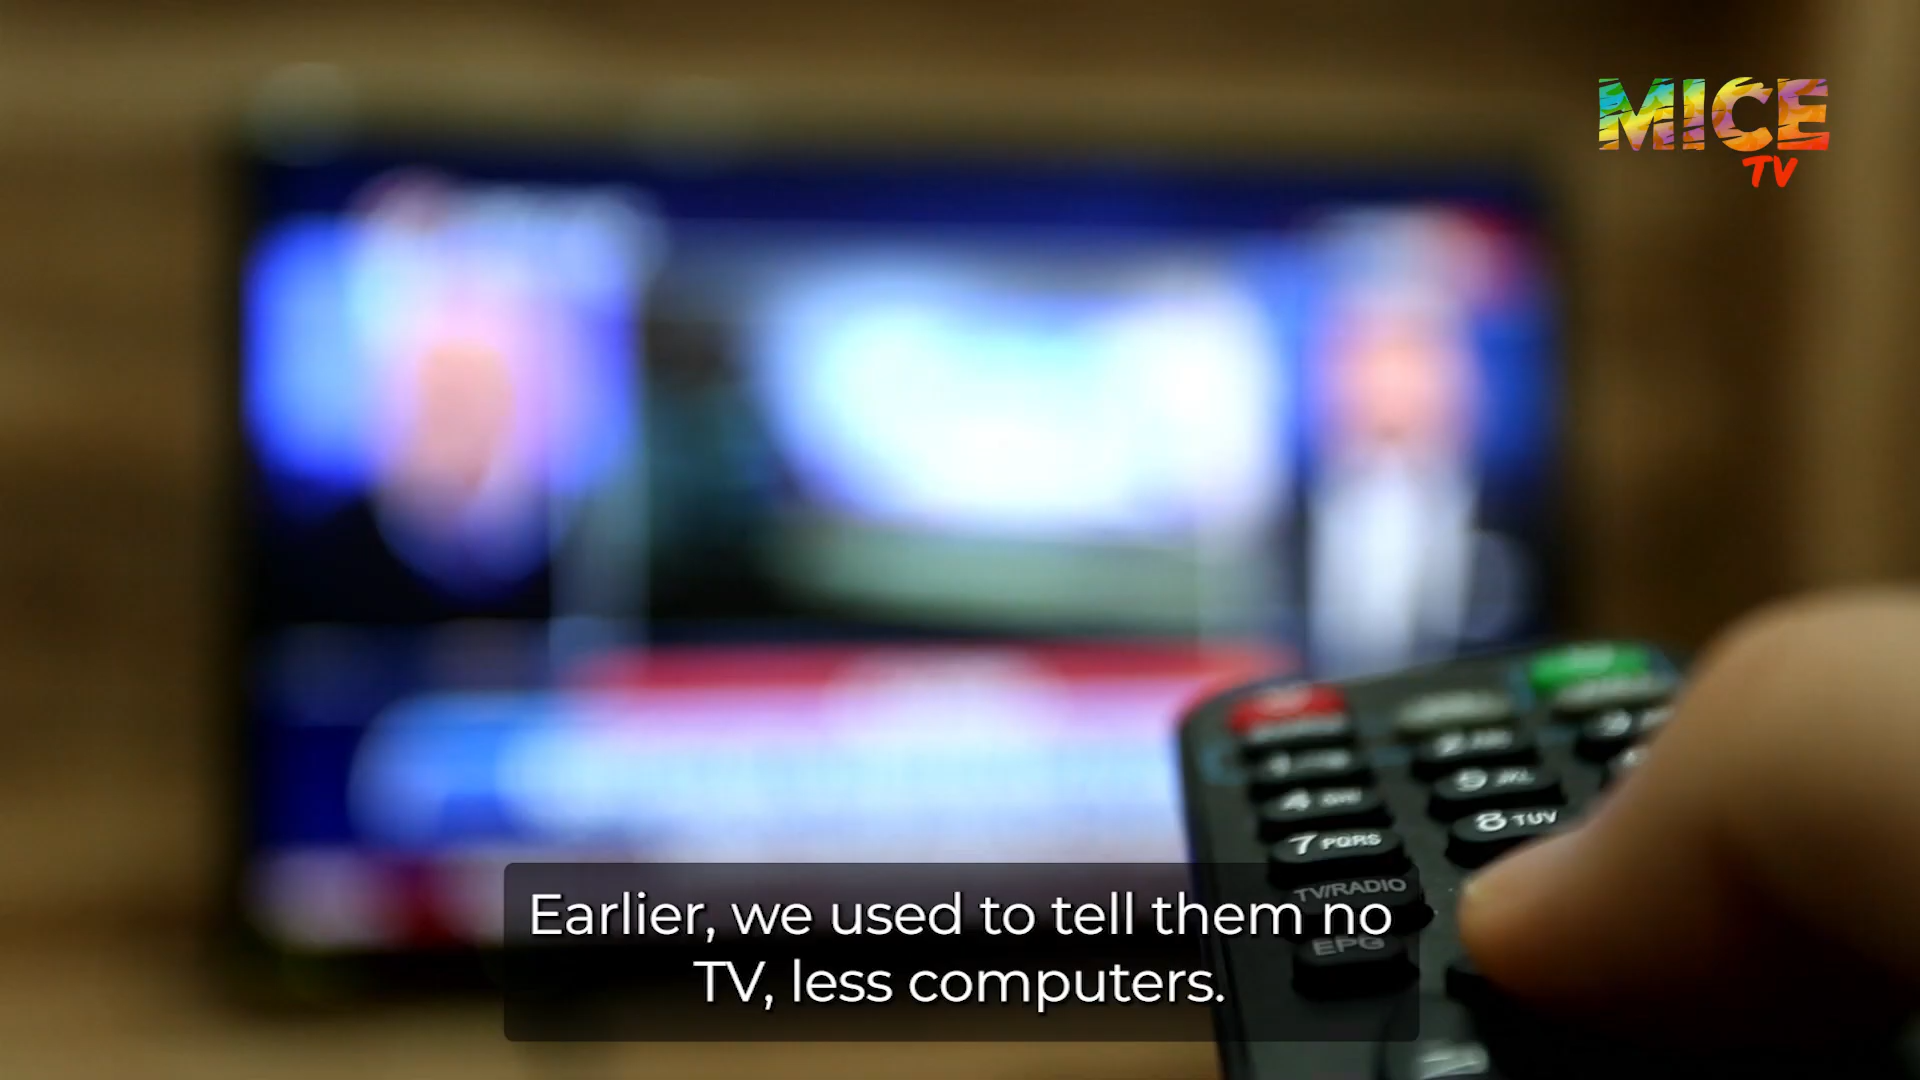 MICE
TV
8 TUV
7 PQRS
TV/RADIO
EPG
Earlier, we used to tell them no
TV, less computers.